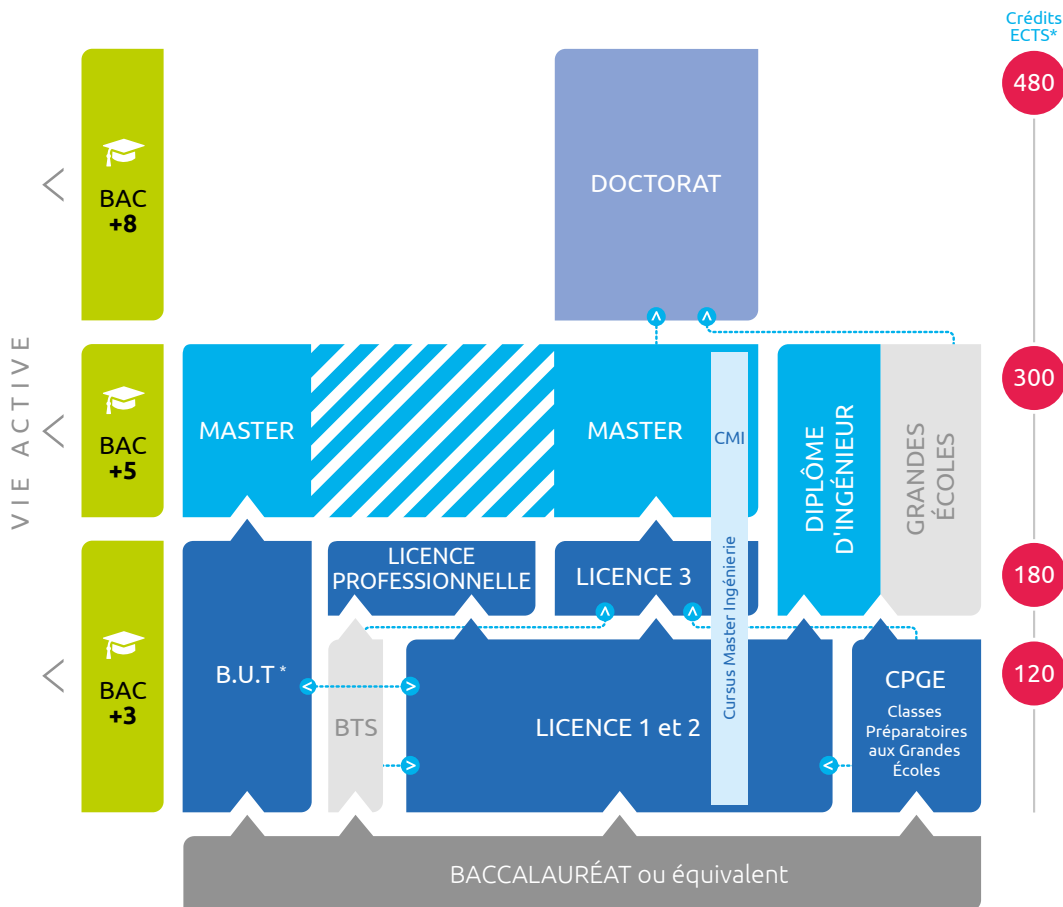 Crédits
ECTS*
480
BAC
+8
DOCTORAT
VIE ACTIVE
300
BAC
+5
MASTER
MASTER
CMI
DIPLÔME
D'INGÉNIEUR
GRANDES
ÉCOLES
LICENCE
PROFESSIONNELLE
LICENCE 3
180
Cursus Master Ingénierie
BAC
+3
B.U.T *
BTS
LICENCE 1 et 2
CPGE
Classes
Préparatoires
aux Grandes
Écoles
120
BACCALAURÉAT ou équivalent